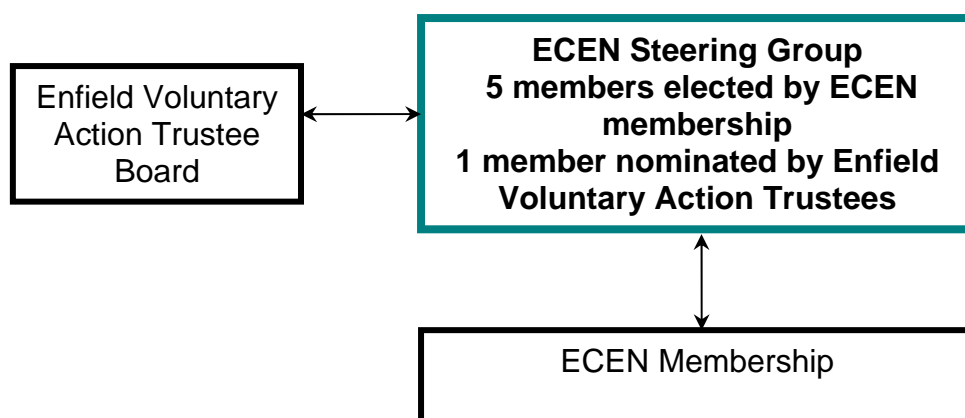 Enfield Voluntary
Action Trustee
Board
ECEN Steering Group
5 members elected by ECEN
membership
1 member nominated by Enfield
Voluntary Action Trustees
ECEN Membership